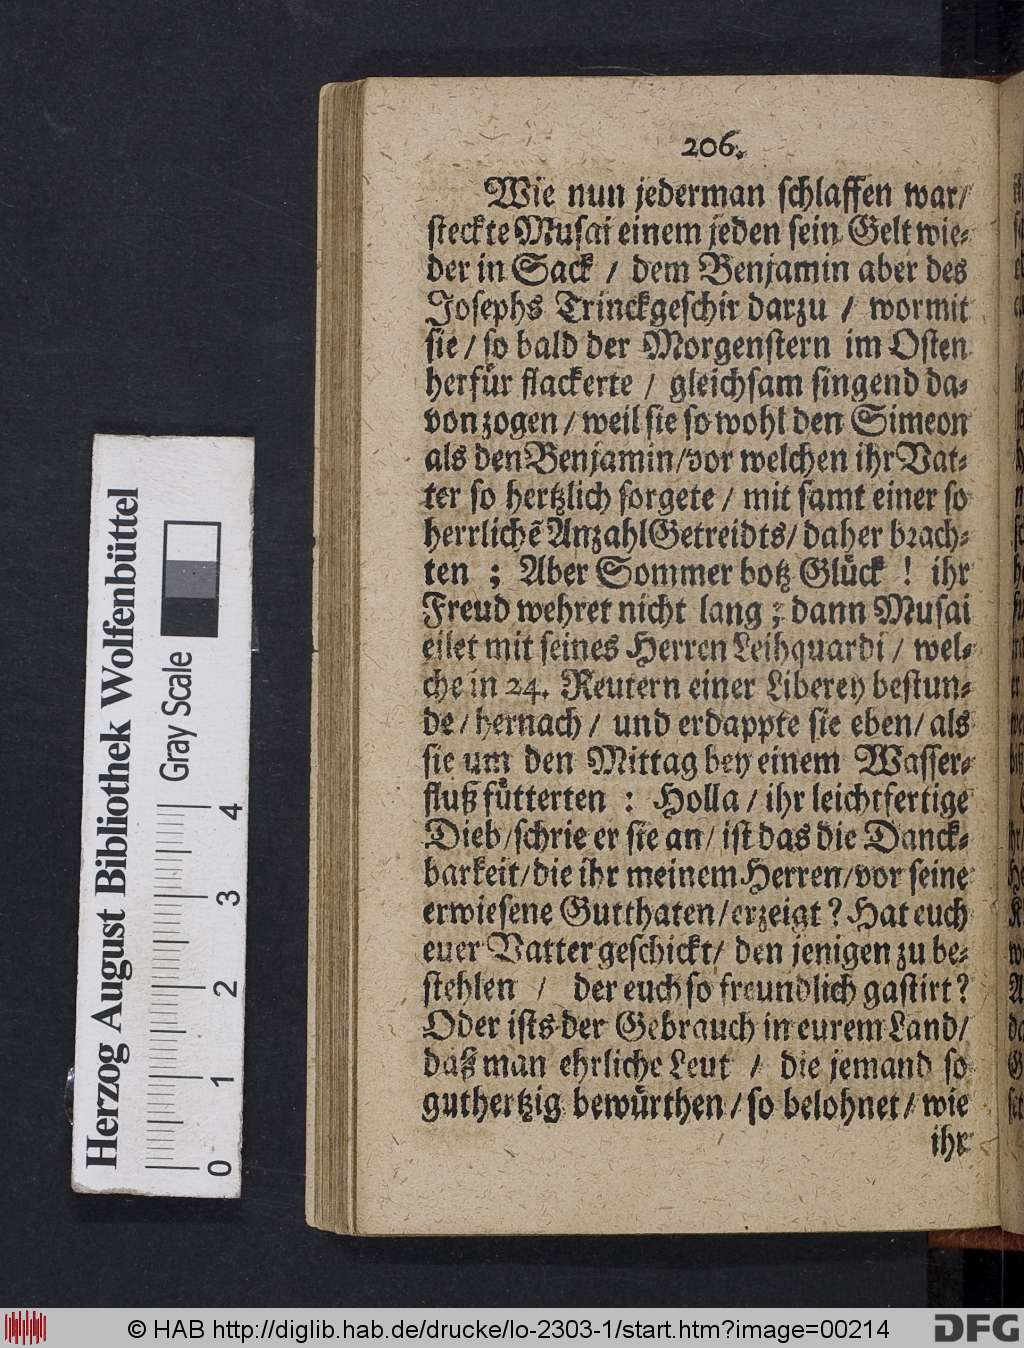 206.
Wie nun jederman schlaffen war/
steckte Musai einem jeden sein Gelt wie-
der in Sack / dem Benjamin aber des
Josephs Trinckgeschir darzu / wormit
sie / so bald der Morgenstern im Osten
herfür flackerte / gleichsam singend da-
von zogen / weil sie so wohl den Simeon
als den Benjamin/vor welchen ihr Vat-
ter so hertzlich sorgete / mit samt einer so
herrlichẽ Anzahl Getreidts/ daher brach-
ten ; Aber Sommer botz Glück ! ihr
Freud wehret nicht lang ; dann Musai
eilet mit seines Herren Leibquardi / wel-
che in 24. Reutern einer Liberey bestun-
de / hernach / und erdappte sie eben/ als
sie um den Mittag bey einem Wasser-
fluß fütterten : Holla / ihr leichtfertige
Dieb /schrie er sie an/ ist das die Danck-
barkeit/die ihr meinem Herren/vor seine
erwiesene Gutthaten/erzeigt ? Hat euch
euer Vatter geschickt/ den jenigen zu be-
stehlen / der euch so freundlich gastirt?
Oder ists der Gebrauch in eurem Land/
daß man ehrliche Leut / die jemand so
guthertzig bewürthen / so belohnet / wie
ihr
Herzog August Bibliothek Wolfenbüttel
Gray Scale
0 1 2 3 4
© HAB http://diglib.hab.de/drucke/lo-2303-1/start.htm?image=00214
DFG